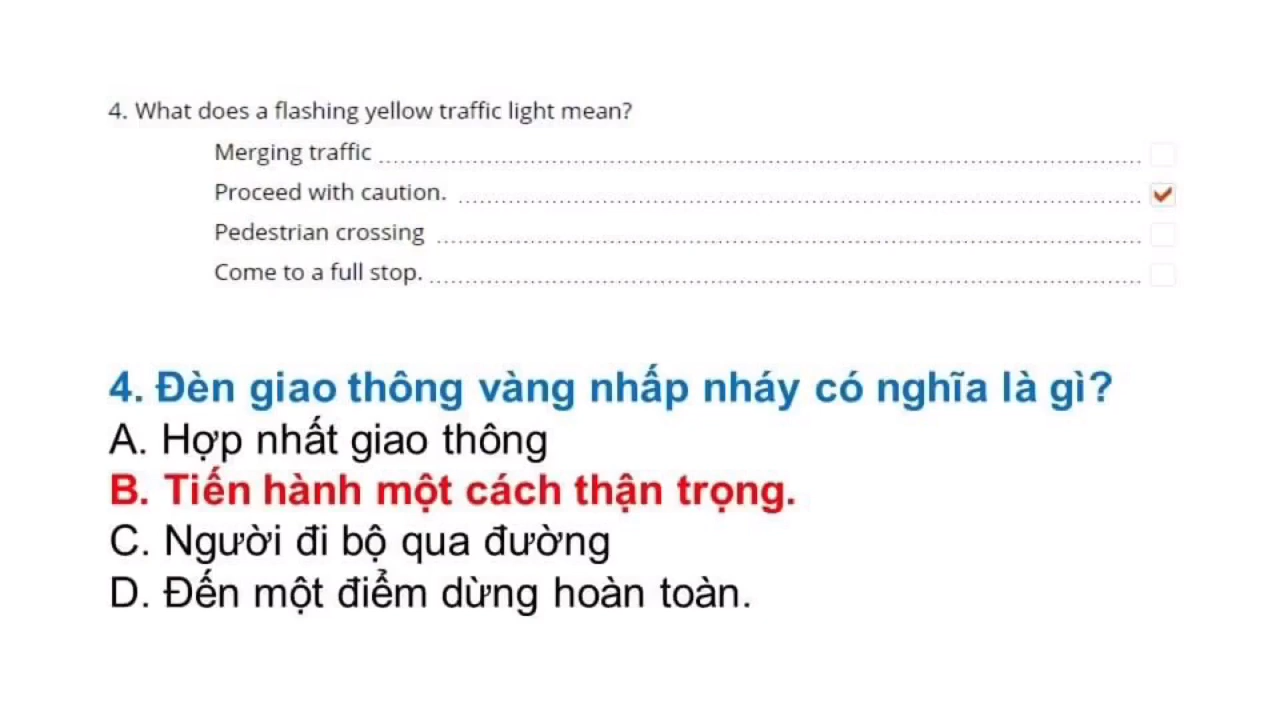 4. What does a flashing yellow traffic light mean?
Merging traffic
Proceed with caution.
Pedestrian crossing
Come to a full stop.
4. Đèn giao thông vàng nhấp nháy có nghĩa là gì?
A. Hợp nhất giao thông
B. Tiến hành một cách thận trọng.
C. Người đi bộ qua đường
D. Đến một điểm dừng hoàn toàn.